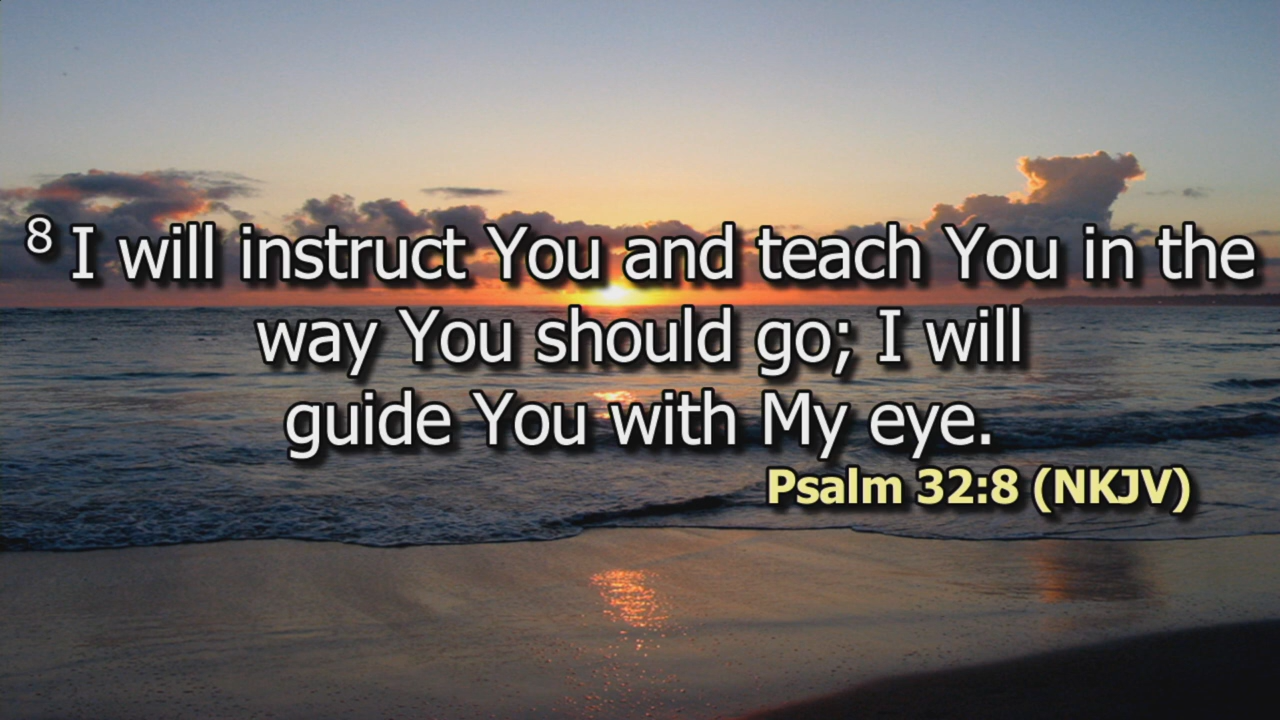 8 I will instruct You and teach You in the
way You should go; I will
guide You with My eye.
Psalm 32:8 (NKJV)